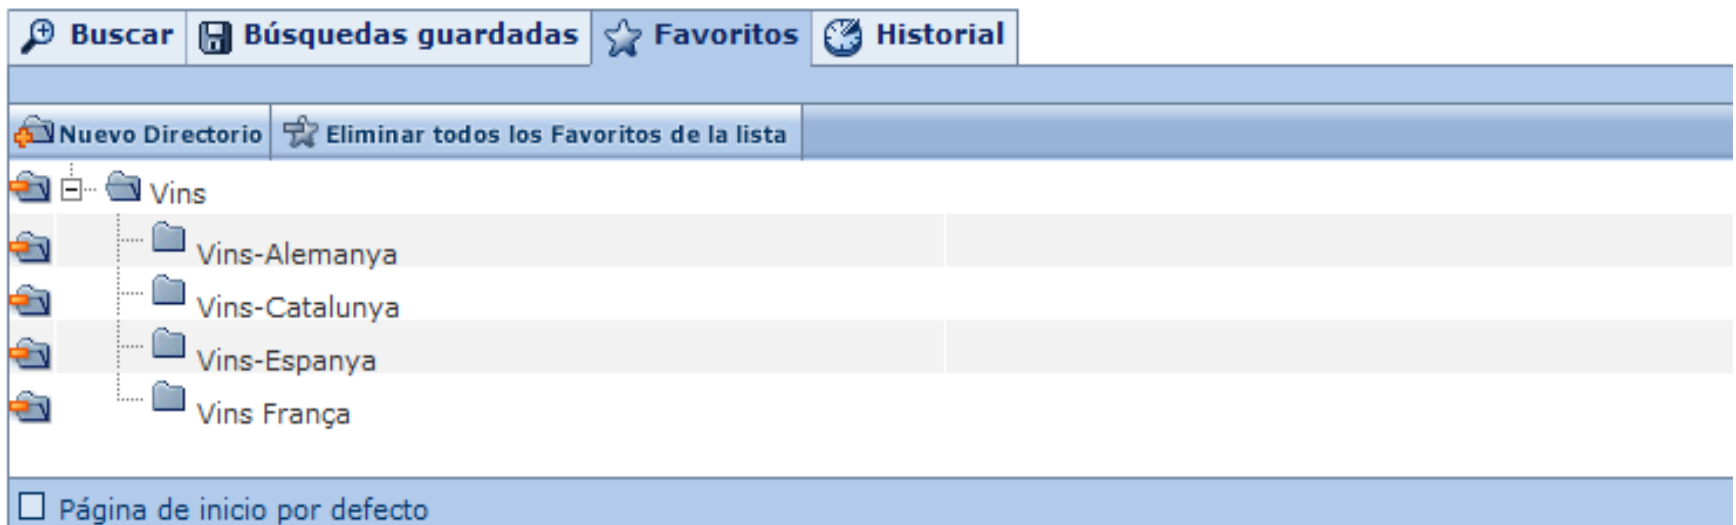 Buscar Búsquedas guardadas Favoritos Historial
Nuevo Directorio Eliminar todos los Favoritos de la lista
Vins
Vins-Alemanya
Vins-Catalunya
Vins-Espanya
Vins França
Página de inicio por defecto